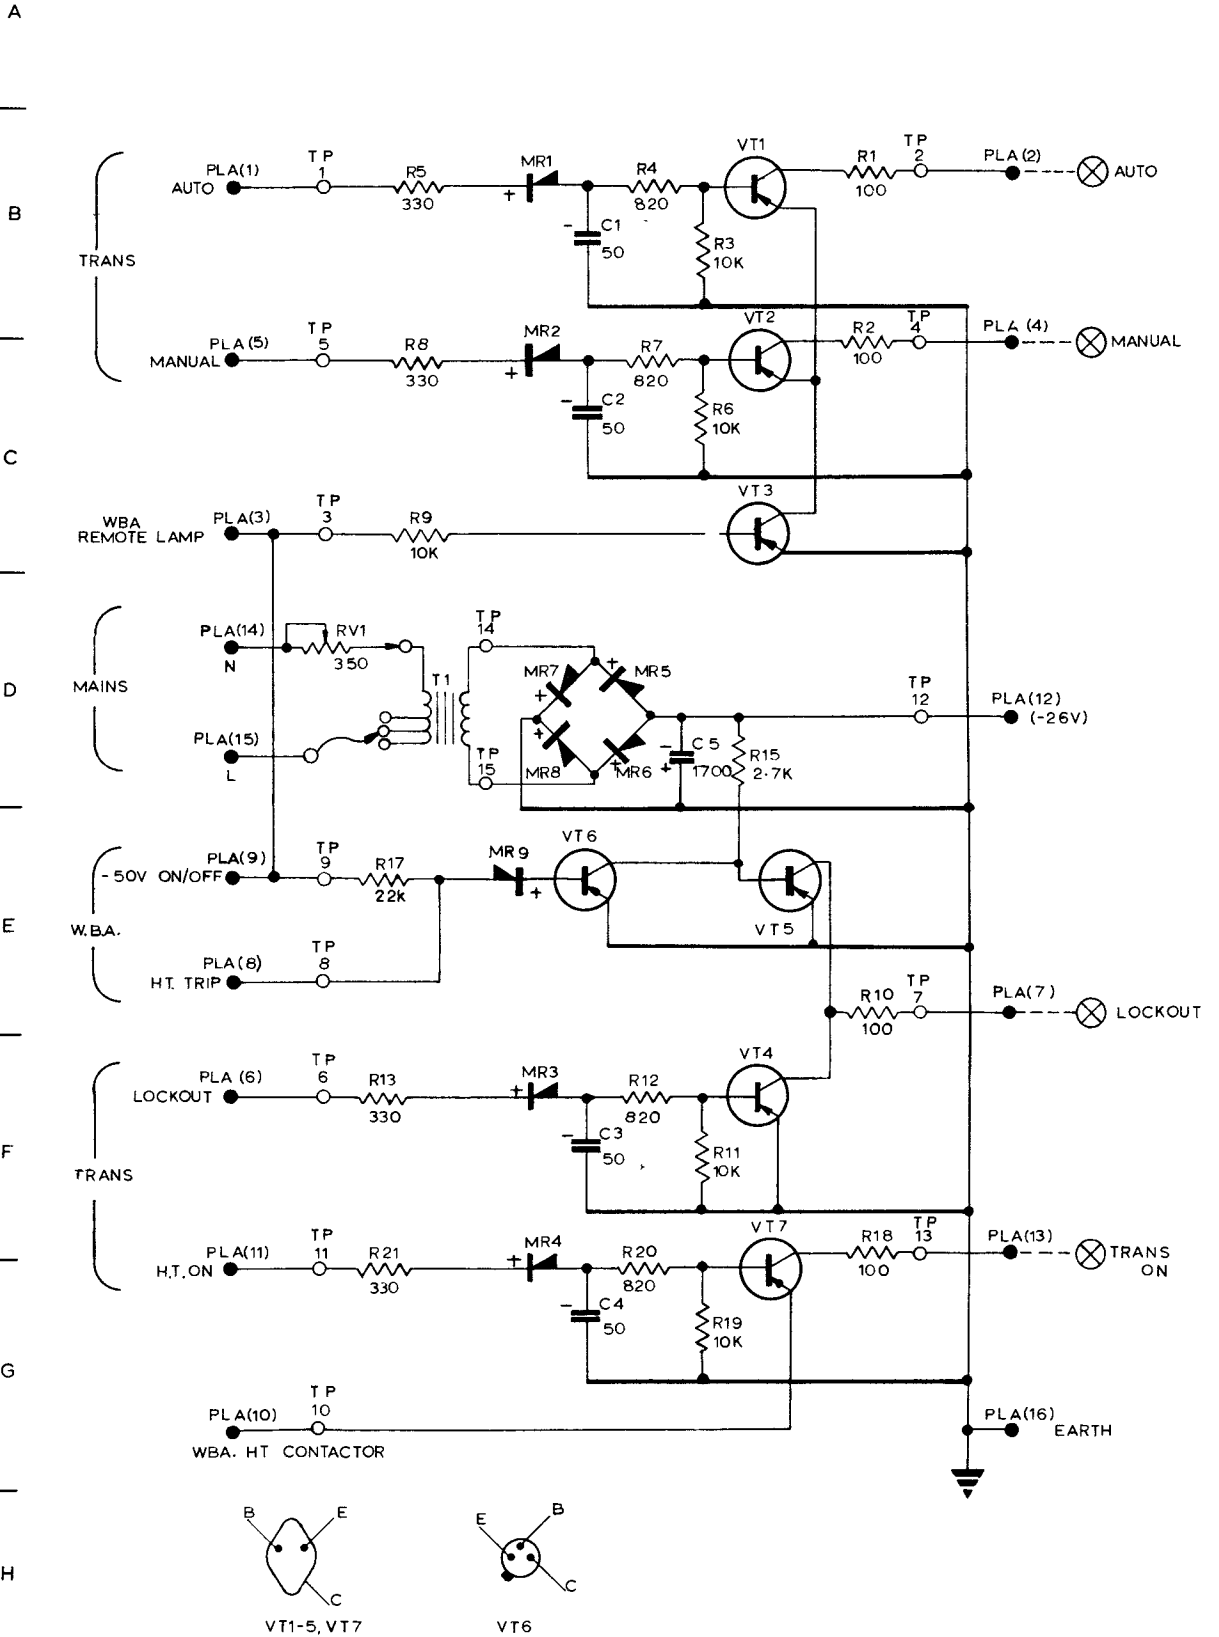 A
B
C
D
E
F
G
H
TRANS
AUTO
PLA(1)
TP
1
R5
330
MR1
+
-
C1
50
R4
820
R3
10K
VT1
R1
100
TP
2
PLA(2)
AUTO
MANUAL
PLA(5)
TP
5
R8
330
MR2
+
-
C2
50
R7
820
R6
10K
VT2
R2
100
TP
4
PLA (4)
MANUAL
WBA
REMOTE LAMP
PLA(3)
TP
3
R9
10K
VT3
MAINS
PLA(14)
N
RV1
350
PLA(15)
L
T1
TP
14
TP
15
MR7
+
MR5
+
MR8
+
MR6
+
-
+
C5
1700
R15
2·7K
TP
12
PLA(12)
(-26V)
W.B.A.
-50V ON/OFF
PLA(9)
TP
9
R17
22k
MR9
+
VT6
VT5
HT. TRIP
PLA(8)
TP
8
R10
100
TP
7
PLA(7)
LOCKOUT
TRANS
LOCKOUT
PLA (6)
TP
6
R13
330
MR3
+
-
C3
50
R12
820
R11
10K
VT4
H.T. ON
PLA(11)
TP
11
R21
330
MR4
+
-
C4
50
R20
820
R19
10K
VT7
R18
100
TP
13
PLA(13)
TRANS
ON
PLA(10)
TP
10
WBA. HT CONTACTOR
PLA(16)
EARTH
B
E
C
VT1-5, VT7
E
B
C
VT6